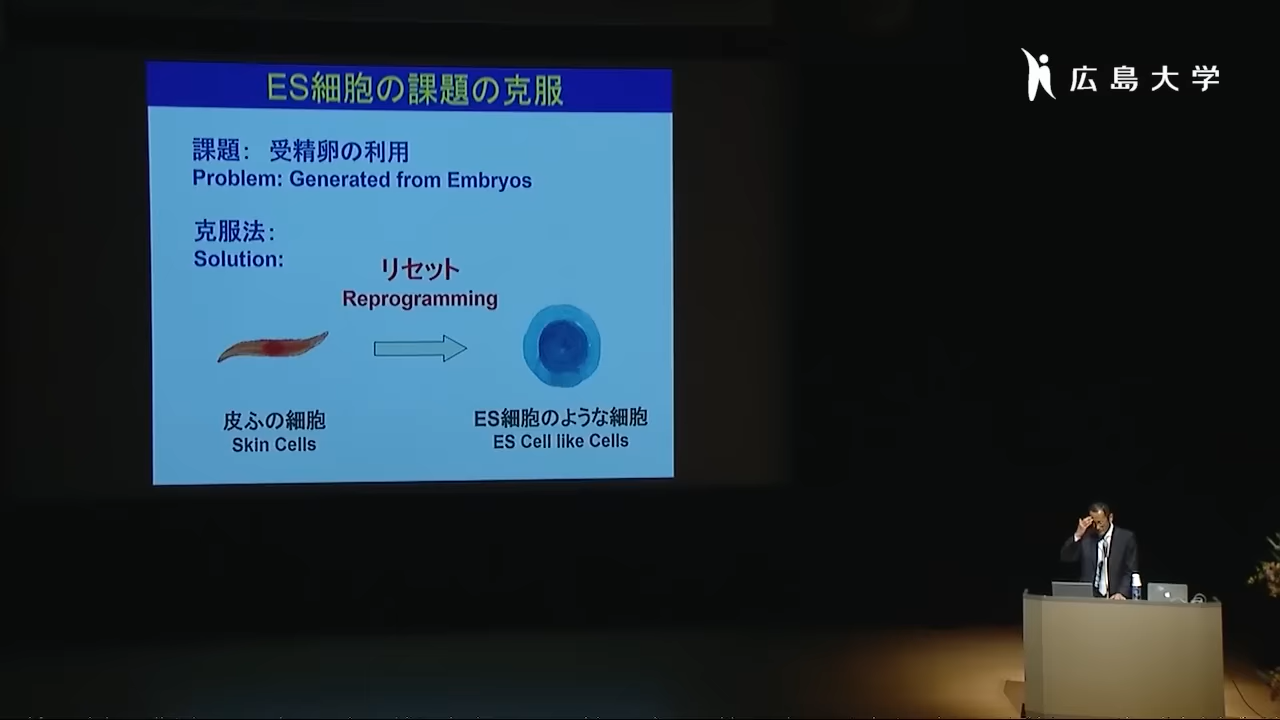 ES細胞の課題の克服
広島大学
課題： 受精卵の利用
Problem: Generated from Embryos
克服法：
Solution:
リセット
Reprogramming
皮ふの細胞
Skin Cells
ES細胞のような細胞
ES Cell like Cells